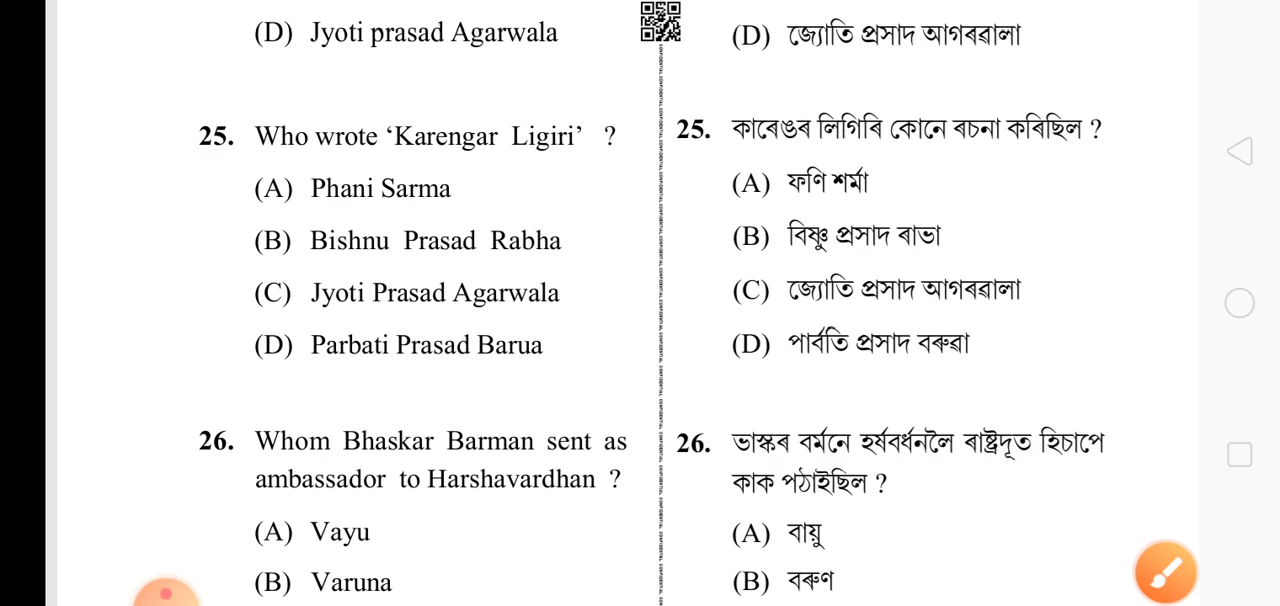 (D) Jyoti prasad Agarwala
25. Who wrote ‘Karengar Ligiri’ ?
(A) Phani Sarma
(B) Bishnu Prasad Rabha
(C) Jyoti Prasad Agarwala
(D) Parbati Prasad Barua
26. Whom Bhaskar Barman sent as
ambassador to Harshavardhan ?
(A) Vayu
(B) Varuna
(D) জ্যোতি প্ৰসাদ আগৰৱালা
25. কাৰেঙৰ লিগিৰি কোনে ৰচনা কৰিছিল ?
(A) ফণি শৰ্মা
(B) বিষ্ণু প্ৰসাদ ৰাভা
(C) জ্যোতি প্ৰসাদ আগৰৱালা
(D) পাৰ্বতি প্ৰসাদ বৰুৱা
26. ভাস্কৰ বৰ্মনে হৰ্ষবৰ্ধনলৈ ৰাষ্ট্ৰদূত হিচাপে
কাক পঠাইছিল ?
(A) বায়ু
(B) বৰুণ